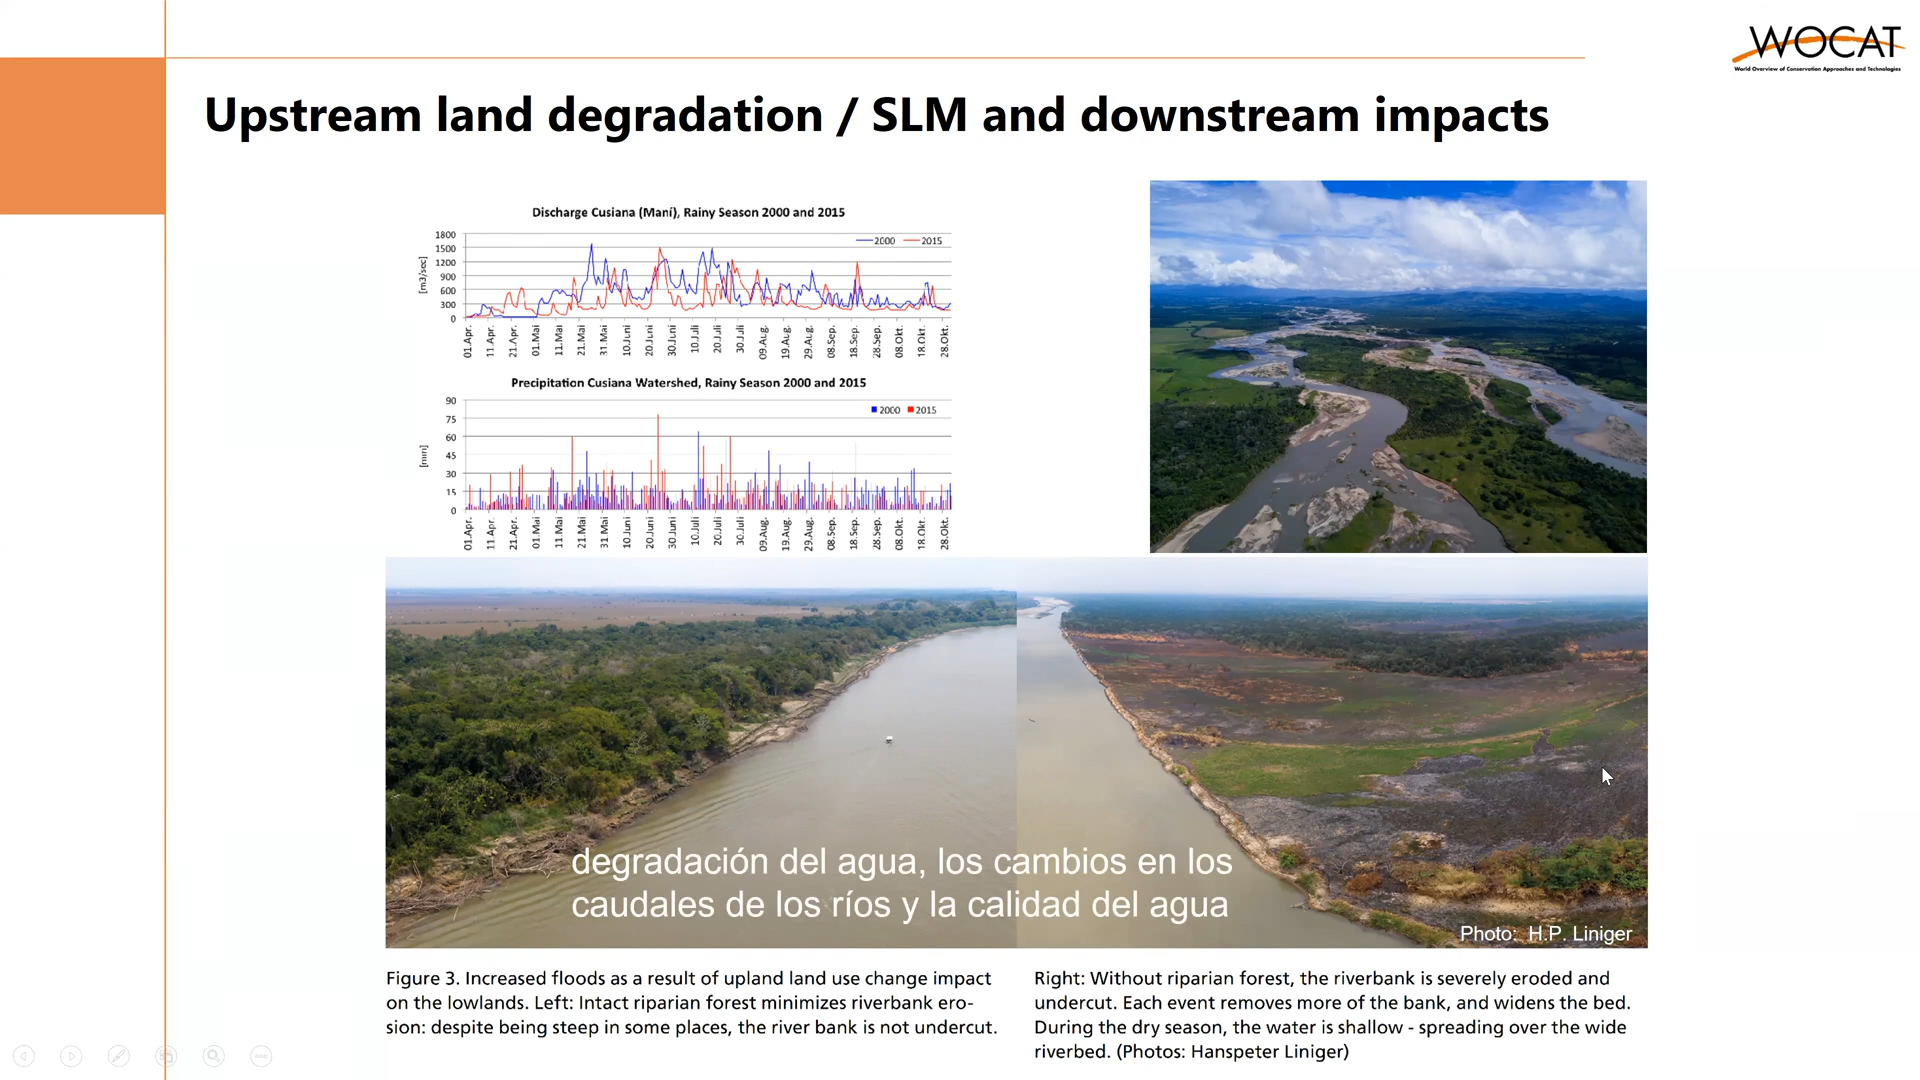 WOCAT
World Overview of Conservation Approaches and Technologies
Upstream land degradation / SLM and downstream impacts
Discharge Cusiana (Maní), Rainy Season 2000 and 2015
2000 2015
[m3/sec]
1800
1500
1200
900
600
300
0
01.Apr. 11.Apr. 21.Apr. 01.Mai 11.Mai 21.Mai 31.Mai 10.Juni 20.Juni 30.Juni 10.Juli 20.Juli 30.Juli 09.Aug. 19.Aug. 29.Aug. 08.Sep. 18.Sep. 28.Sep. 08.Okt. 18.Okt. 28.Okt.
Precipitation Cusiana Watershed, Rainy Season 2000 and 2015
2000 2015
[mm]
90
75
60
45
30
15
0
01.Apr. 11.Apr. 21.Apr. 01.Mai 11.Mai 21.Mai 31.Mai 10.Juni 20.Juni 30.Juni 10.Juli 20.Juli 30.Juli 09.Aug. 19.Aug. 29.Aug. 08.Sep. 18.Sep. 28.Sep. 08.Okt. 18.Okt. 28.Okt.
degradación del agua, los cambios en los
caudales de los ríos y la calidad del agua
Photo: H.P. Liniger
Figure 3. Increased floods as a result of upland land use change impact
on the lowlands. Left: Intact riparian forest minimizes riverbank ero-
sion: despite being steep in some places, the river bank is not undercut.
Right: Without riparian forest, the riverbank is severely eroded and
undercut. Each event removes more of the bank, and widens the bed.
During the dry season, the water is shallow - spreading over the wide
riverbed. (Photos: Hanspeter Liniger)